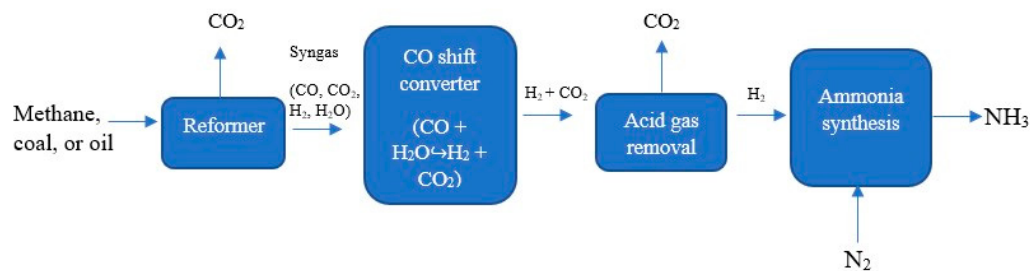 CO₂
Syngas
(CO, CO₂,
H₂, H₂O)
Methane,
coal, or oil
Reformer
CO shift
converter
(CO +
H₂O↪H₂ +
CO₂)
H₂ + CO₂
CO₂
Acid gas
removal
H₂
Ammonia
synthesis
NH₃
N₂